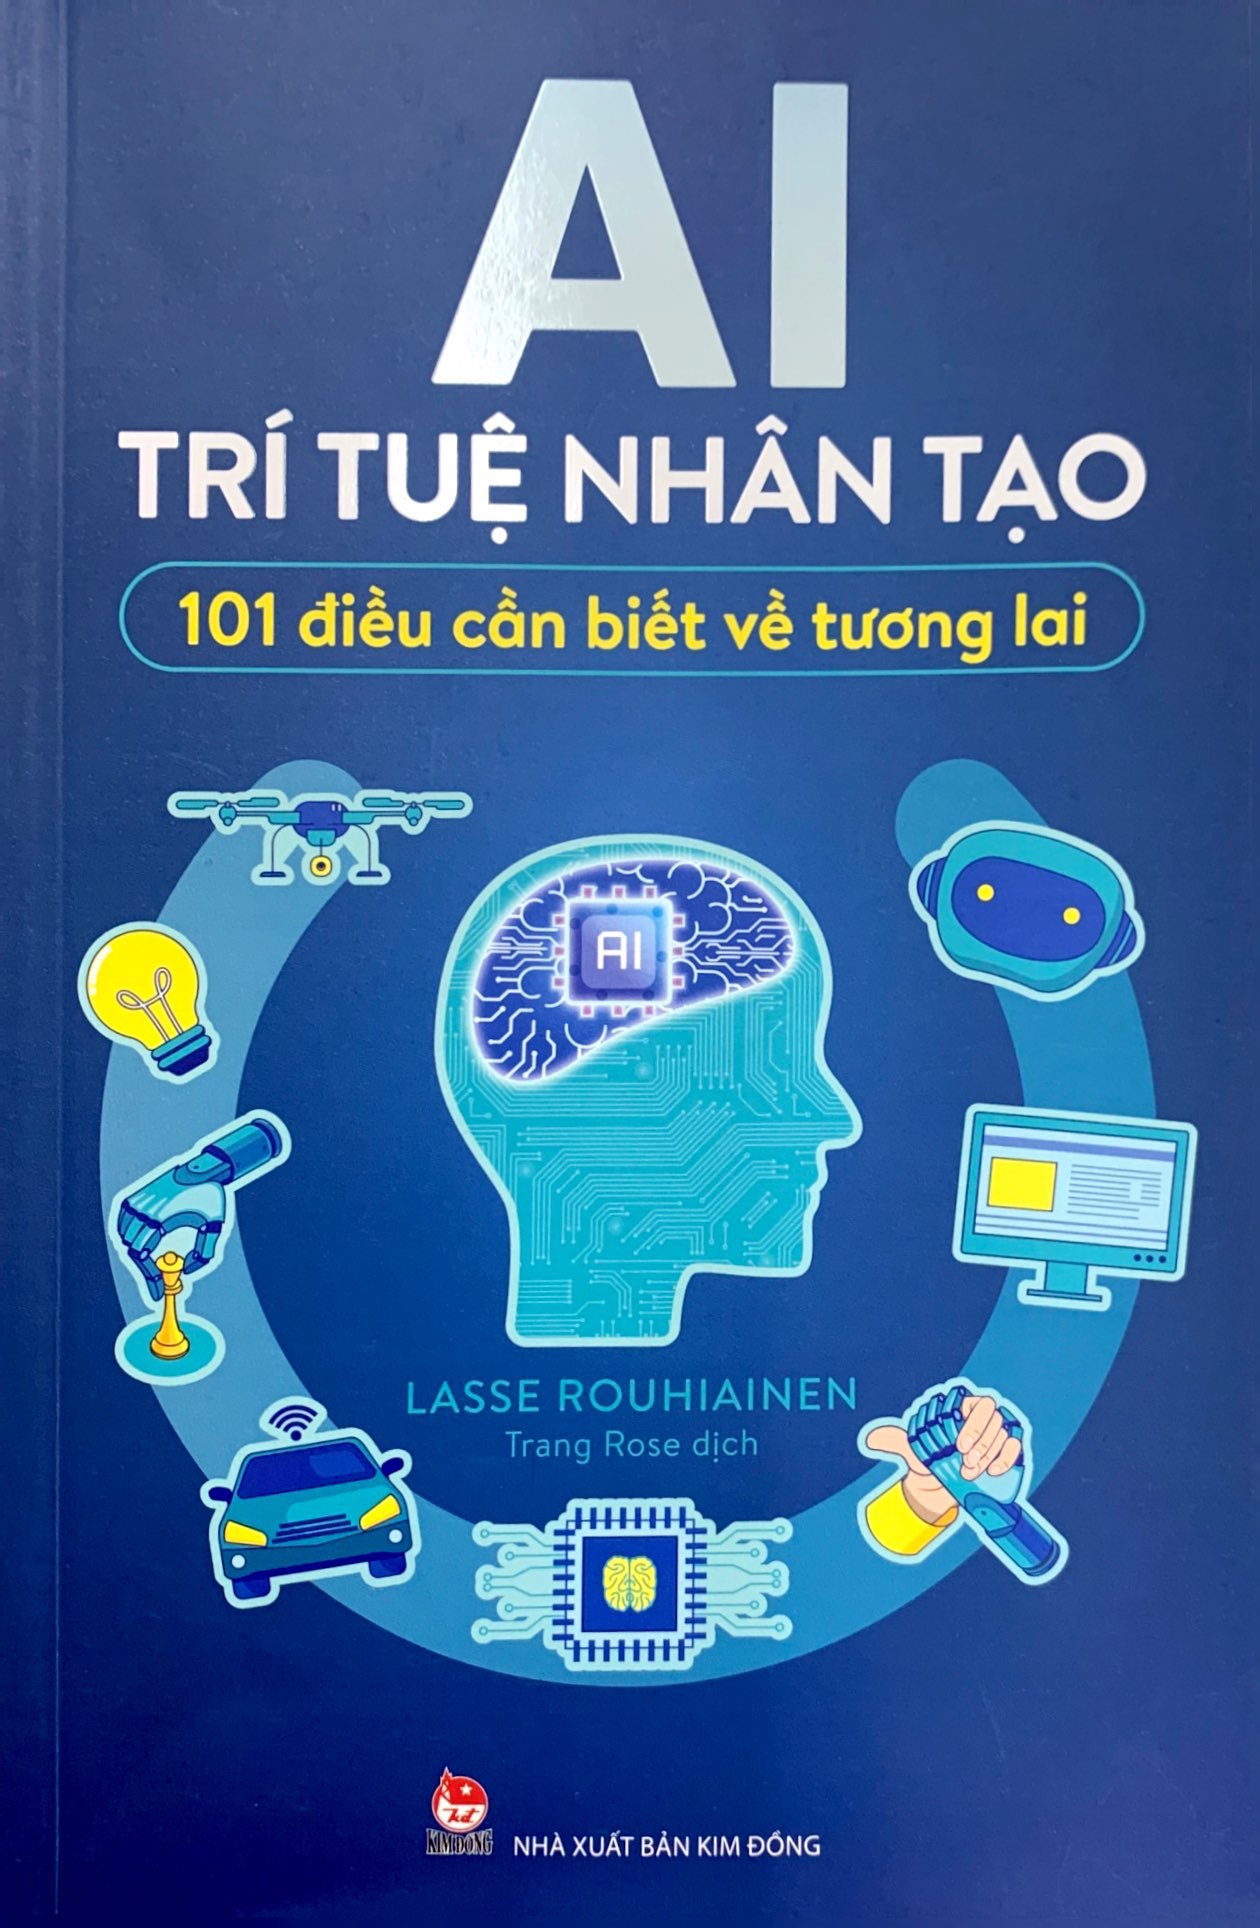 AI
TRÍ TUỆ NHÂN TẠO
101 điều cần biết về tương lai
AI
LASSE ROUHIAINEN
Trang Rose dịch
KIM ĐỒNG
NHÀ XUẤT BẢN KIM ĐỒNG